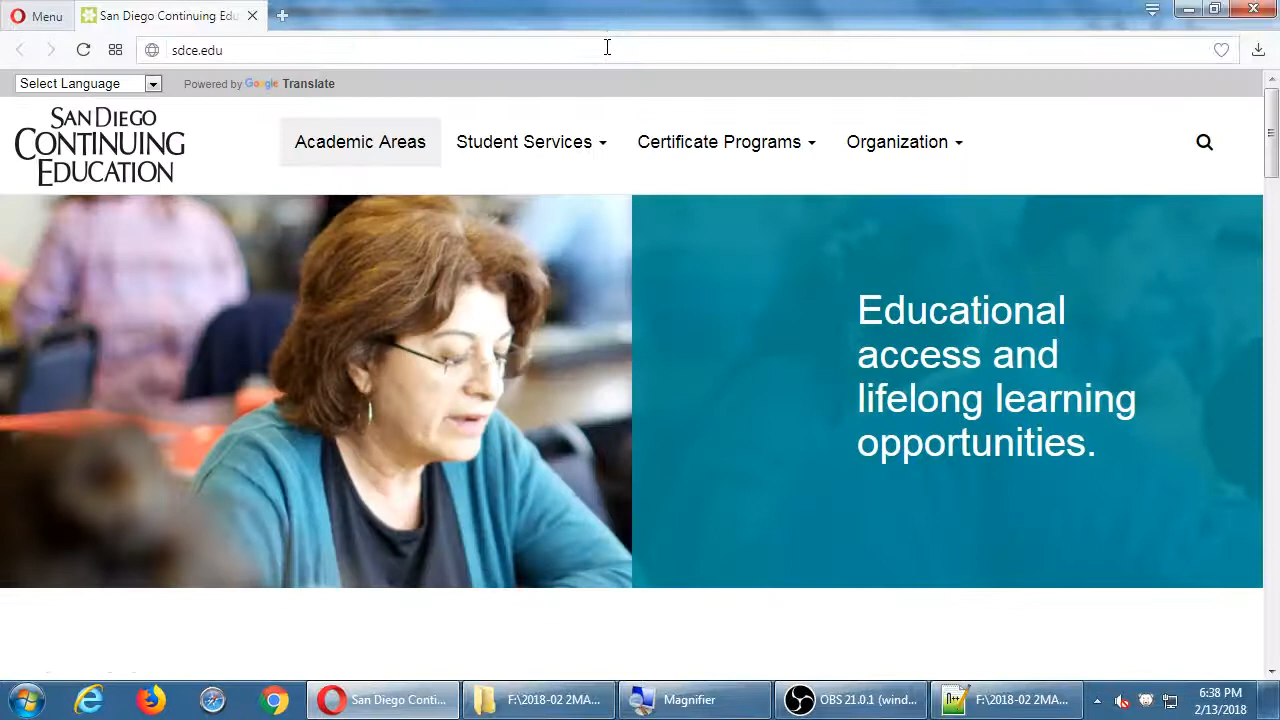 Menu
San Diego Continuing Edu
sdce.edu
Select Language
Powered by Google Translate
SAN DIEGO
CONTINUING
EDUCATION
Academic Areas
Student Services
Certificate Programs
Organization
Educational
access and
lifelong learning
opportunities.
San Diego Conti...
F:\2018-02 2MA...
Magnifier
OBS 21.0.1 (wind...
F:\2018-02 2MA...
6:38 PM
2/13/2018